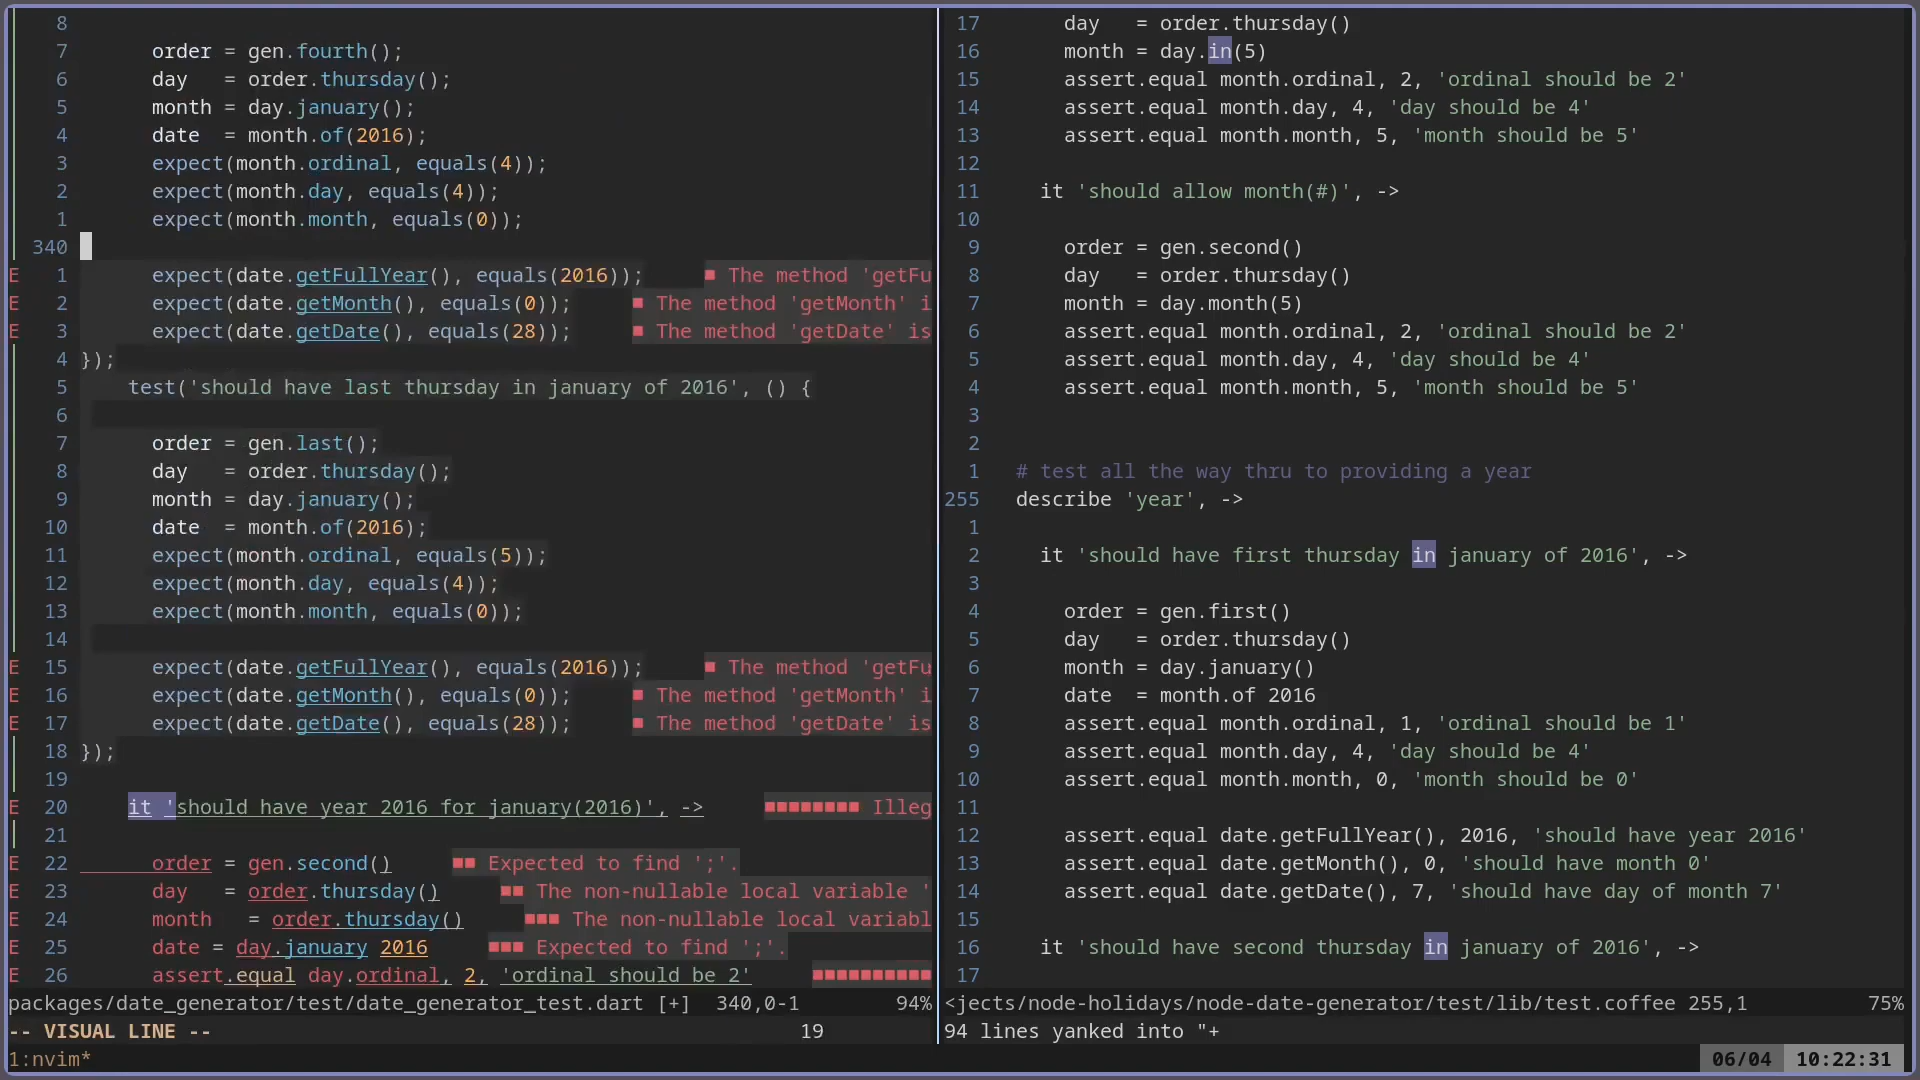 8
7 order = gen.fourth();
6 day   = order.thursday();
5 month = day.january();
4 date  = month.of(2016);
3 expect(month.ordinal, equals(4));
2 expect(month.day, equals(4));
1 expect(month.month, equals(0));
340
E 1 expect(date.getFullYear(), equals(2016)); ■ The method 'getFu
E 2 expect(date.getMonth(), equals(0)); ■ The method 'getMonth' i
E 3 expect(date.getDate(), equals(28)); ■ The method 'getDate' is
4 });
5 test('should have last thursday in january of 2016', () {
6
7 order = gen.last();
8 day   = order.thursday();
9 month = day.january();
10 date  = month.of(2016);
11 expect(month.ordinal, equals(5));
12 expect(month.day, equals(4));
13 expect(month.month, equals(0));
14
E 15 expect(date.getFullYear(), equals(2016)); ■ The method 'getFu
E 16 expect(date.getMonth(), equals(0)); ■ The method 'getMonth' i
E 17 expect(date.getDate(), equals(28)); ■ The method 'getDate' is
18 });
19
E 20 it 'should have year 2016 for january(2016)', -> ■■■■■■■■ Illeg
21
E 22 order = gen.second() ■■ Expected to find ';'.
E 23 day   = order.thursday() ■■ The non-nullable local variable '
E 24 month   = order.thursday() ■■■ The non-nullable local variabl
E 25 date = day.january 2016 ■■■ Expected to find ';'.
E 26 assert.equal day.ordinal, 2, 'ordinal should be 2' ■■■■■■■■■■
packages/date_generator/test/date_generator_test.dart [+] 340,0-1 94%
-- VISUAL LINE -- 19
17 day   = order.thursday()
16 month = day.in(5)
15 assert.equal month.ordinal, 2, 'ordinal should be 2'
14 assert.equal month.day, 4, 'day should be 4'
13 assert.equal month.month, 5, 'month should be 5'
12
11 it 'should allow month(#)', ->
10
9 order = gen.second()
8 day   = order.thursday()
7 month = day.month(5)
6 assert.equal month.ordinal, 2, 'ordinal should be 2'
5 assert.equal month.day, 4, 'day should be 4'
4 assert.equal month.month, 5, 'month should be 5'
3
2
1 # test all the way thru to providing a year
255 describe 'year', ->
1
2 it 'should have first thursday in january of 2016', ->
3
4 order = gen.first()
5 day   = order.thursday()
6 month = day.january()
7 date  = month.of 2016
8 assert.equal month.ordinal, 1, 'ordinal should be 1'
9 assert.equal month.day, 4, 'day should be 4'
10 assert.equal month.month, 0, 'month should be 0'
11
12 assert.equal date.getFullYear(), 2016, 'should have year 2016'
13 assert.equal date.getMonth(), 0, 'should have month 0'
14 assert.equal date.getDate(), 7, 'should have day of month 7'
15
16 it 'should have second thursday in january of 2016', ->
17
<jects/node-holidays/node-date-generator/test/lib/test.coffee 255,1 75%
94 lines yanked into "+
1:nvim* 06/04 10:22:31